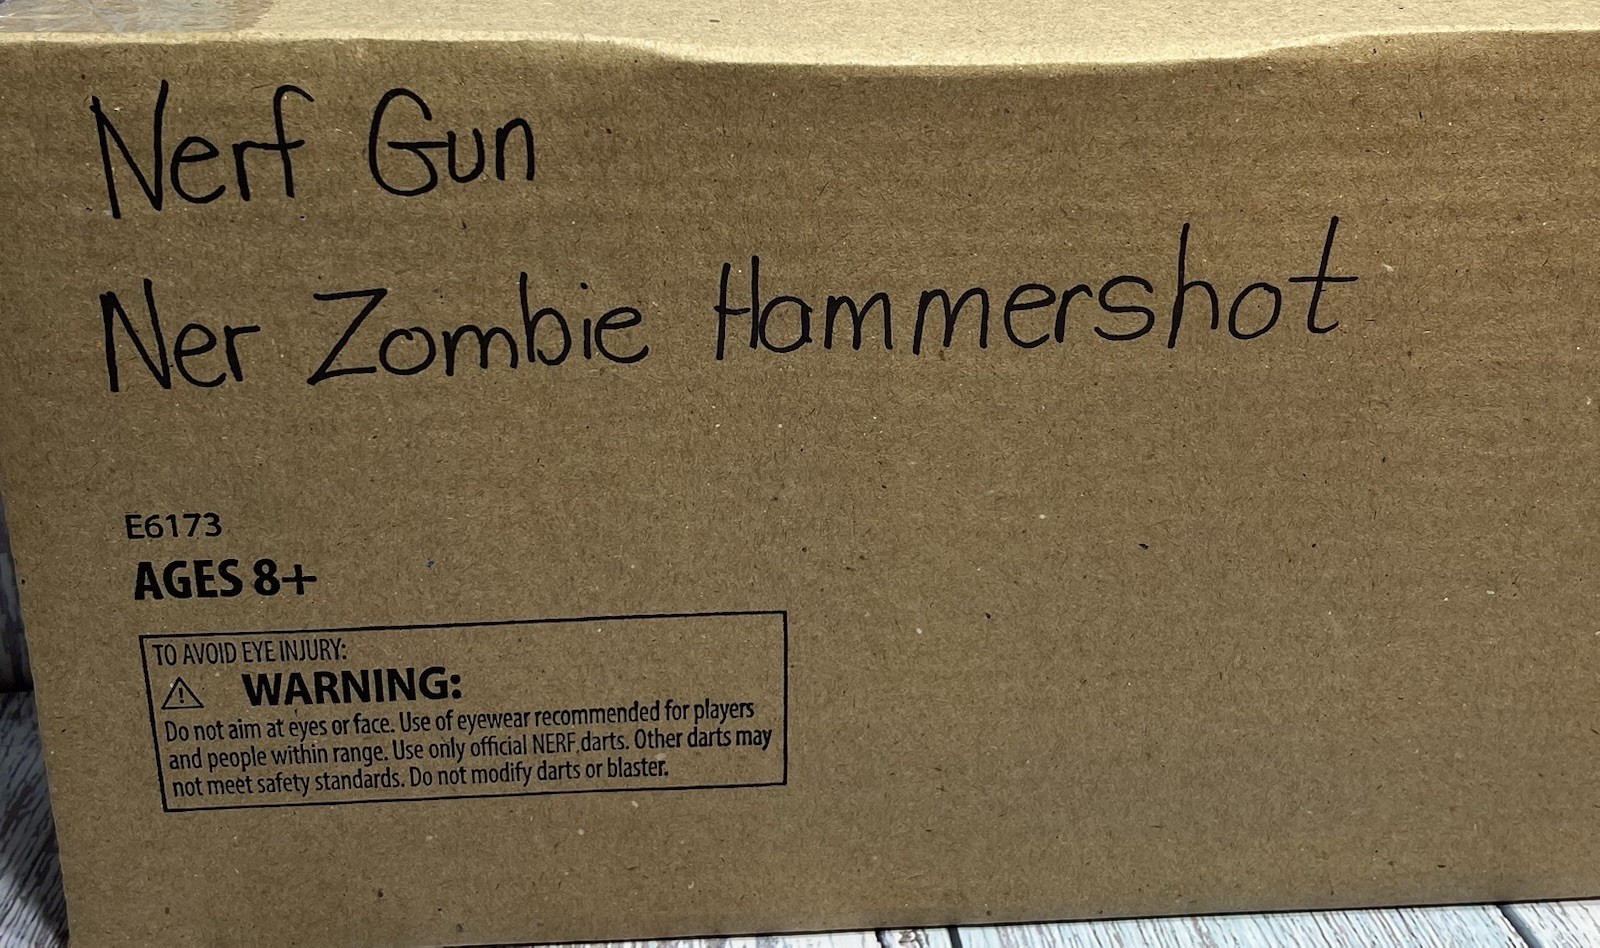 Nerf Gun
Ner Zombie Hammershot
E6173
AGES 8+
TO AVOID EYE INJURY:
WARNING:
Do not aim at eyes or face. Use of eyewear recommended for players
and people within range. Use only official NERF darts. Other darts may
not meet safety standards. Do not modify darts or blaster.